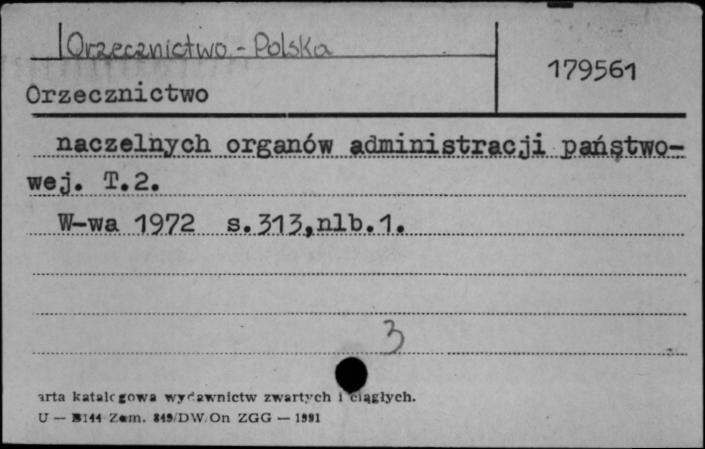 Orzecznictwo - Polska
179561
Orzecznictwo
naczelnych organów administracji państwo-
wej. T.2.
W-wa 1972 s.313,nlb.1.
3
arta katalogowa wydawnictw zwartych i ciągłych.
U — 144 Zam. 849/DW/On ZGG — 1991